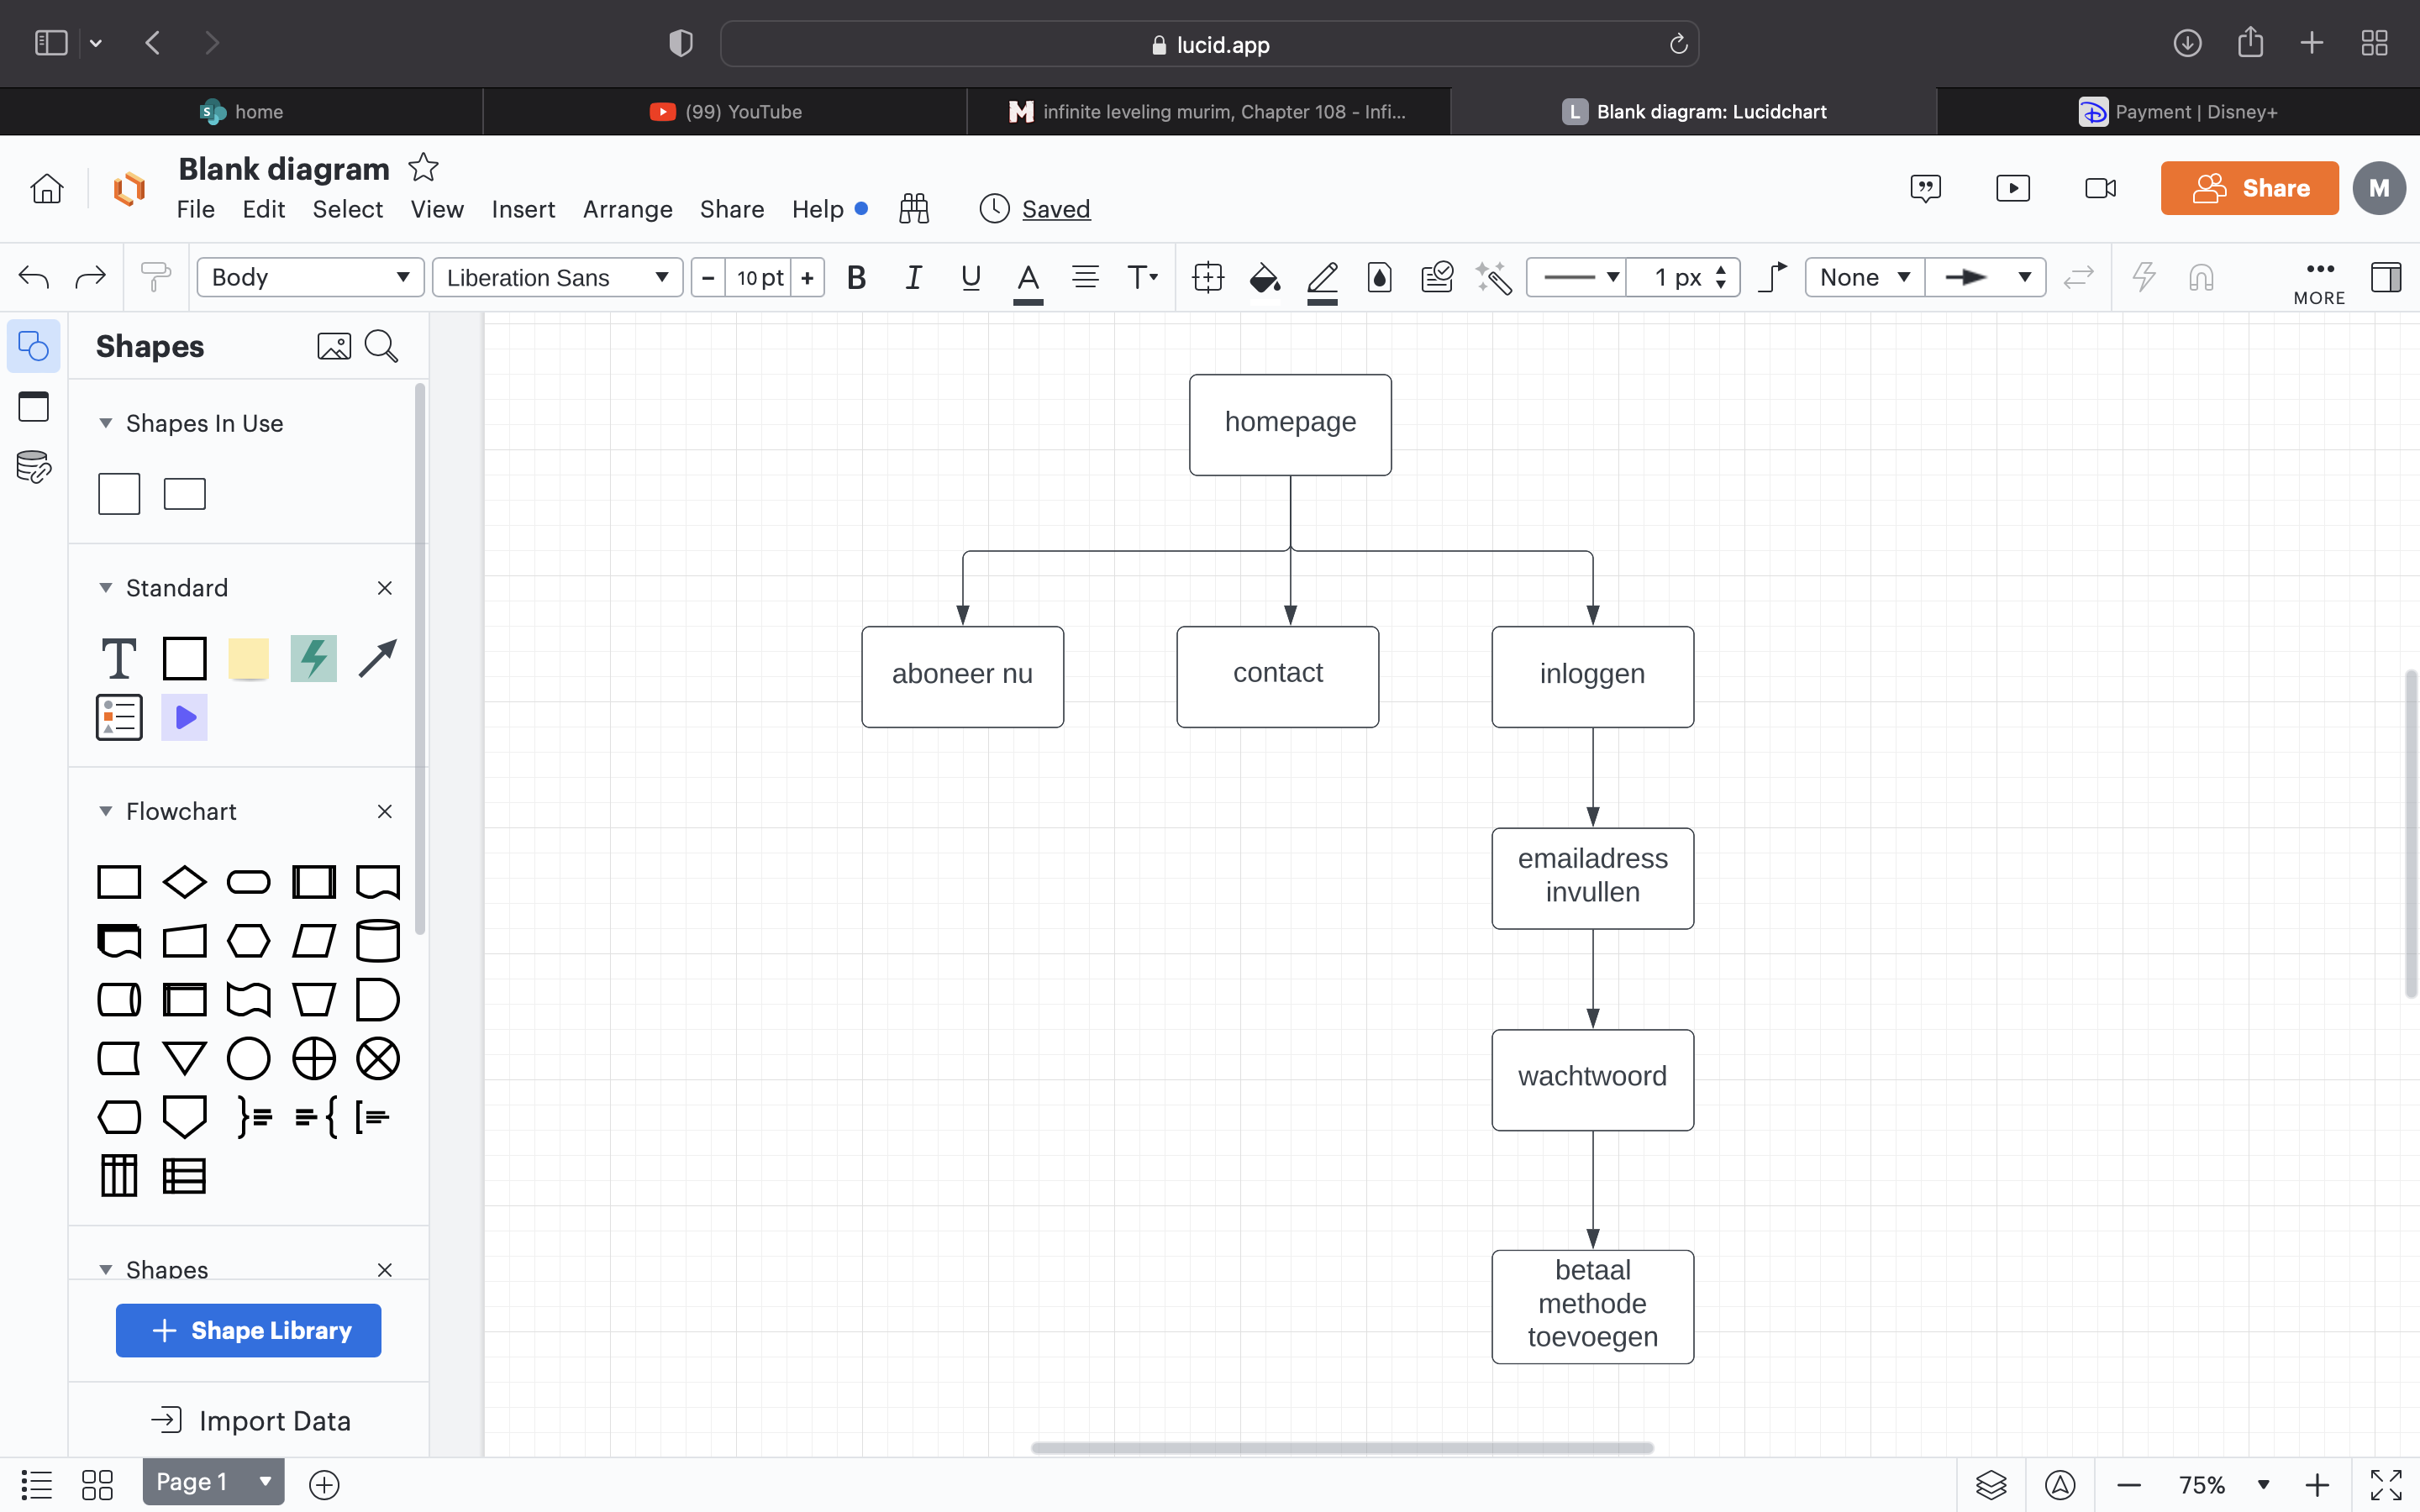 lucid.app
home
(99) YouTube
infinite leveling murim, Chapter 108 - Infi...
Blank diagram: Lucidchart
Payment | Disney+
Blank diagram
File Edit Select View Insert Arrange Share Help Saved
Share
M
Body
Liberation Sans
- 10 pt +
B I U A T
1 px
None
MORE
Shapes
Shapes In Use
Standard
T
Flowchart
Shapes
+ Shape Library
Import Data
homepage
aboneer nu
contact
inloggen
emailadress
invullen
wachtwoord
betaal
methode
toevoegen
Page 1
75%